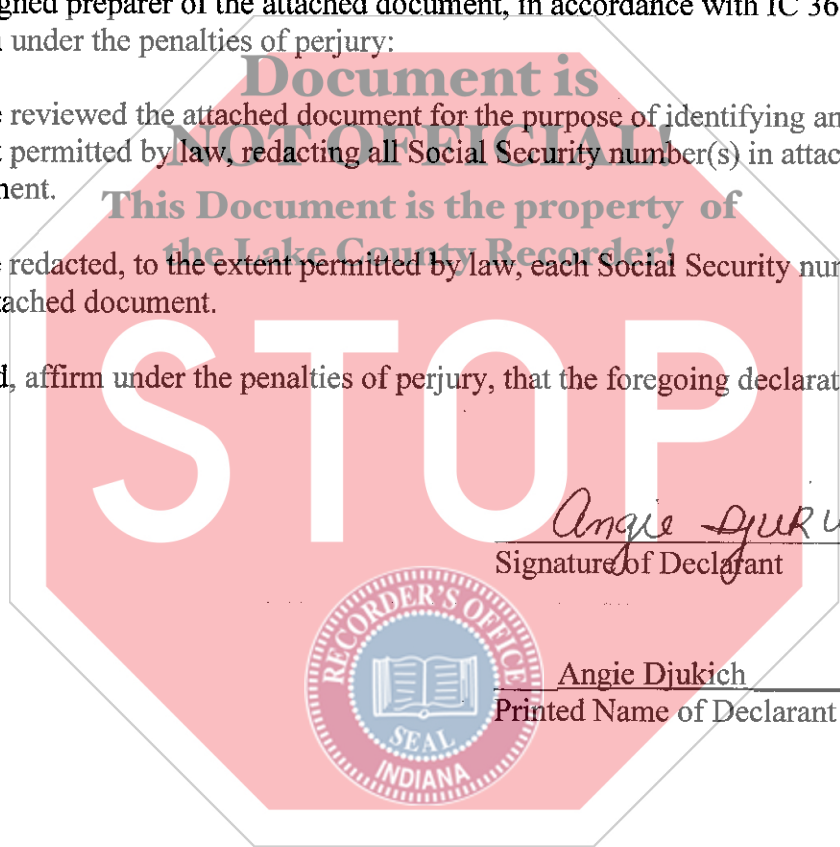 gned preparer of the attached document, in accordance with IC 36
under the penalties of perjury:
Document is
reviewed the attached document for the purpose of identifying an
NOT OFFICIAL!
permitted by law, redacting all Social Security number(s) in attac
ment.
This Document is the property of
the Lake County Recorder!
redacted, to the extent permitted by law, each Social Security nu
tached document.
STOP
d, affirm under the penalties of perjury, that the foregoing declarat
Angie
Signature of Declarant
RECORDER'S OFFICE
SEAL
INDIANA
Angie Djukich
Printed Name of Declarant